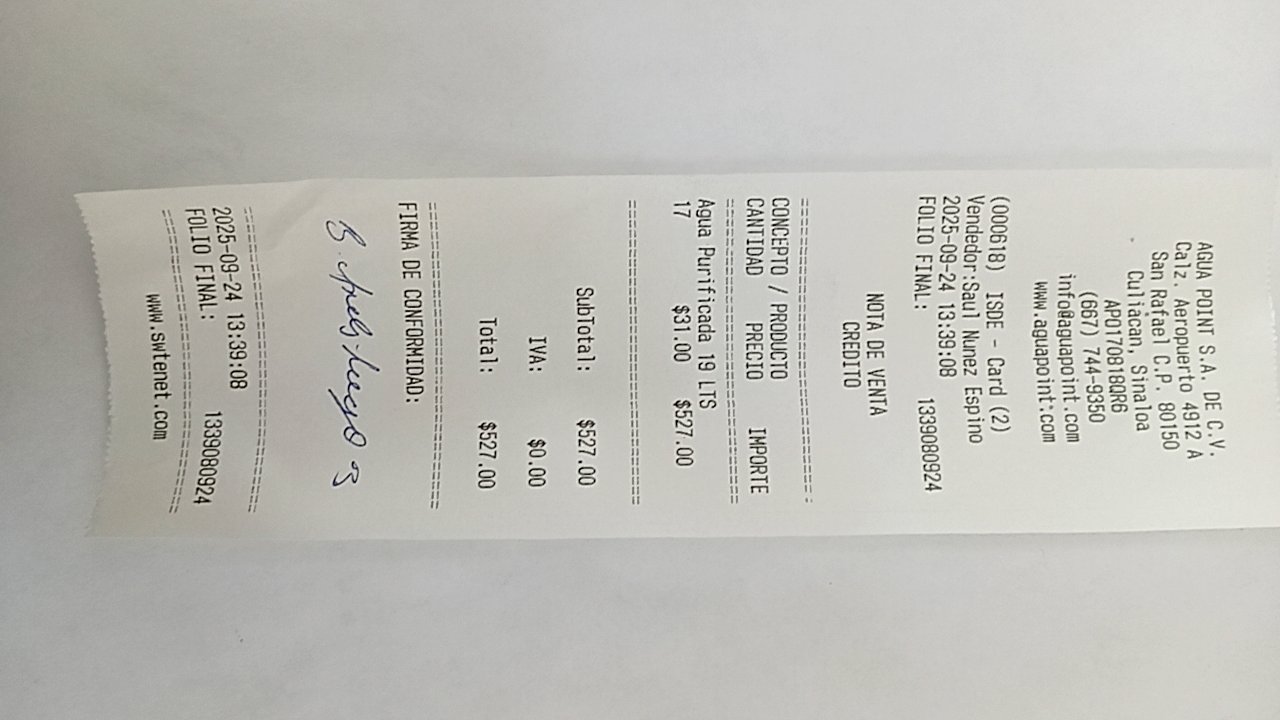 AGUA POINT S.A. DE C.V.
Calz. Aeropuerto 4912 A
San Rafael C.P. 80150
Culiacan, Sinaloa
APO170818QR6
(667) 744-9350
info@aguapoint.com
www.aguapoint.com
(000618) ISDE - Card (2)
Vendedor:Saul Nunez Espino
2025-09-24 13:39:08
FOLIO FINAL: 1339080924
NOTA DE VENTA
CREDITO
CONCEPTO / PRODUCTO
CANTIDAD PRECIO IMPORTE
Agua Purificada 19 LTS
17 $31.00 $527.00
SubTotal: $527.00
IVA: $0.00
Total: $527.00
FIRMA DE CONFORMIDAD:
2025-09-24 13:39:08
FOLIO FINAL: 1339080924
www.swtenet.com